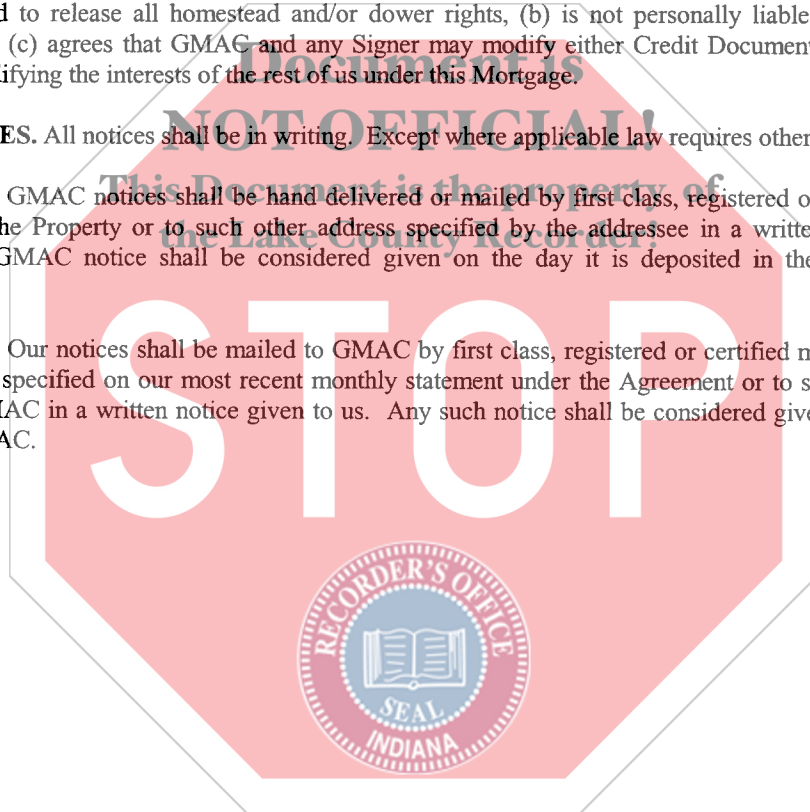 d to release all homestead and/or dower rights, (b) is not personally liable
(c) agrees that GMAC and any Signer may modify either Credit Document
ifying the interests of the rest of us under this Mortgage.
Document is
NOT OFFICIAL!
ES. All notices shall be in writing. Except where applicable law requires other
This Document is the property of
the Lake County Recorder!
GMAC notices shall be hand delivered or mailed by first class, registered o
he Property or to such other address specified by the addressee in a writte
GMAC notice shall be considered given on the day it is deposited in the
STOP
Our notices shall be mailed to GMAC by first class, registered or certified m
specified on our most recent monthly statement under the Agreement or to s
MAC in a written notice given to us. Any such notice shall be considered give
AC.
RECORDER'S OFFICE
SEAL
INDIANA